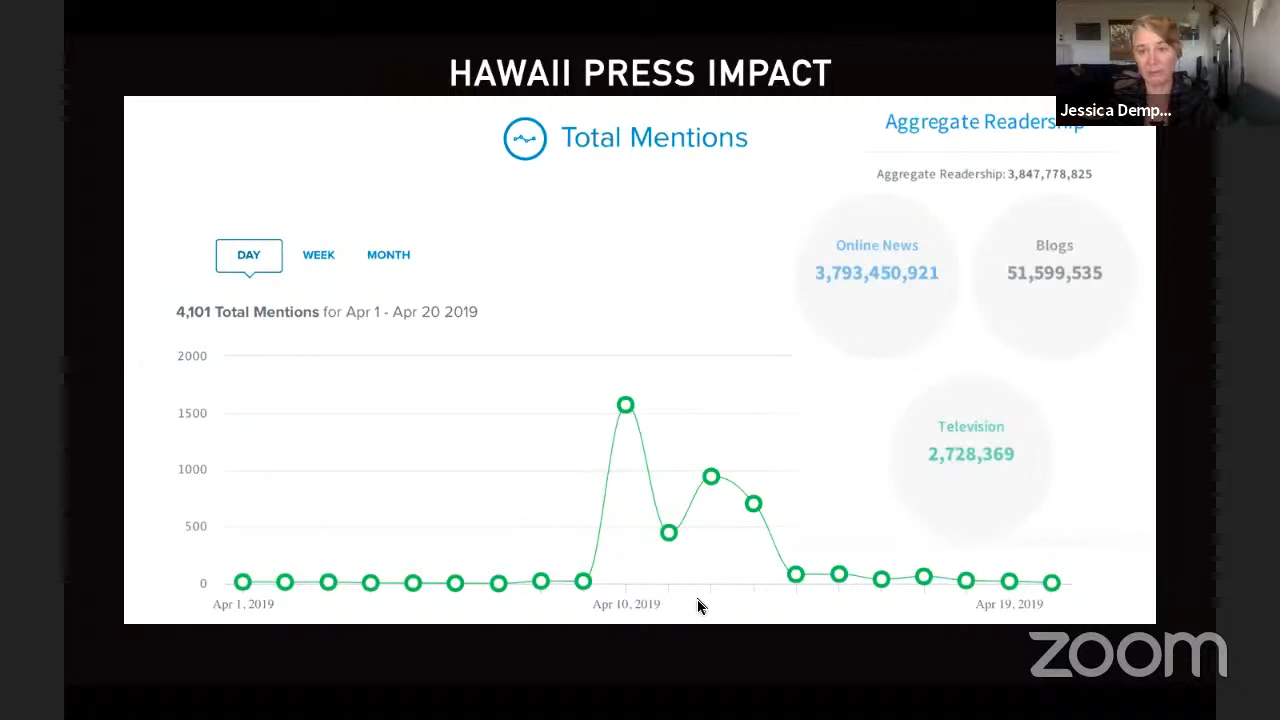 HAWAII PRESS IMPACT
Jessica Demp...
Total Mentions
Aggregate Readership
Aggregate Readership: 3,847,778,825
Online News
3,793,450,921
Blogs
51,599,535
DAY WEEK MONTH
4,101 Total Mentions for Apr 1 - Apr 20 2019
Television
2,728,369
2000
1500
1000
500
0
Apr 1, 2019 Apr 10, 2019 Apr 19, 2019
zoom